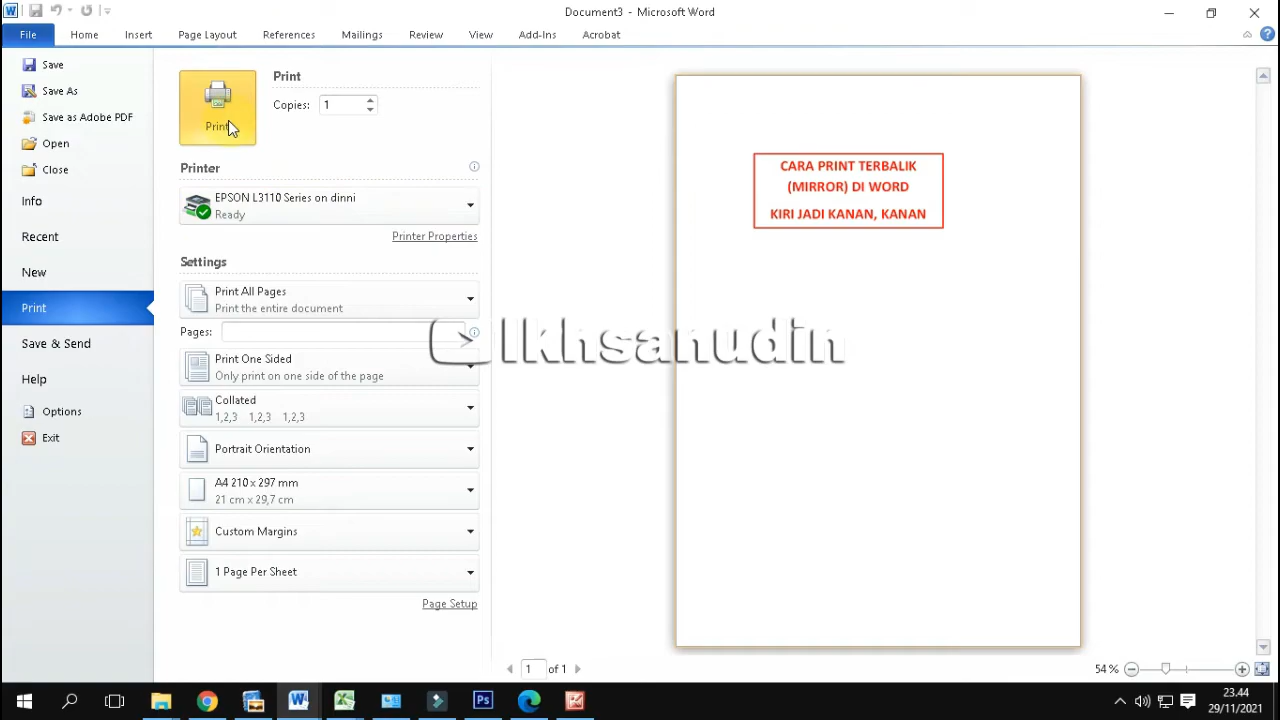 Document3 - Microsoft Word
File Home Insert Page Layout References Mailings Review View Add-Ins Acrobat
Save
Save As
Save as Adobe PDF
Open
Close
Info
Recent
New
Print
Save & Send
Help
Options
Exit
Print
Print
Copies: 1
Printer
EPSON L3110 Series on dinni
Ready
Printer Properties
Settings
Print All Pages
Print the entire document
Pages:
Print One Sided
Only print on one side of the page
Collated
1,2,3 1,2,3 1,2,3
Portrait Orientation
A4 210 x 297 mm
21 cm x 29,7 cm
Custom Margins
1 Page Per Sheet
Page Setup
CARA PRINT TERBALIK
(MIRROR) DI WORD
KIRI JADI KANAN, KANAN
Ikhsanudin
1 of 1
54 %
23.44
29/11/2021